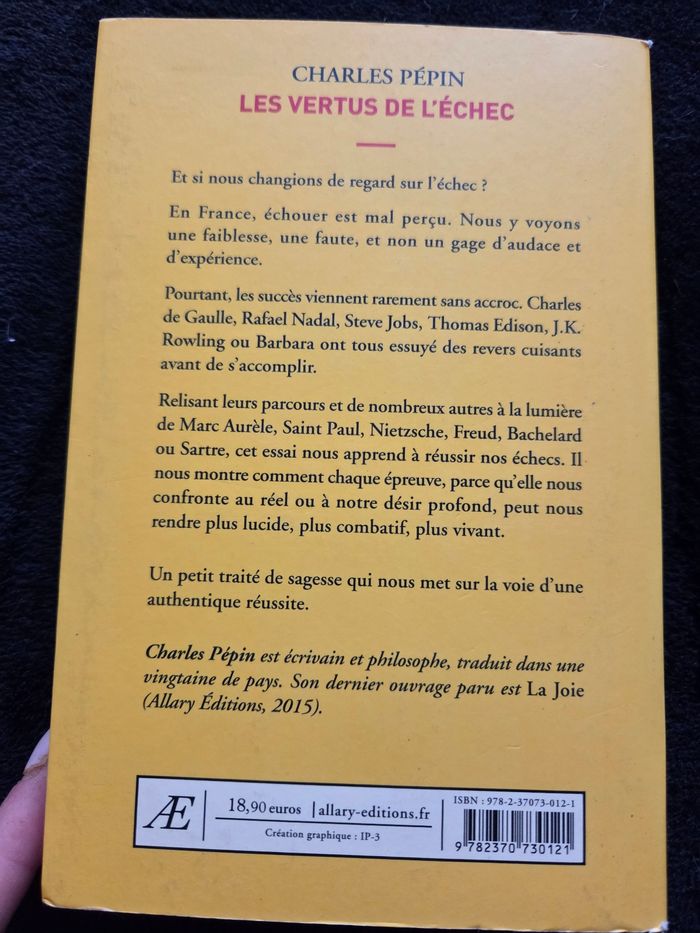 CHARLES PÉPIN
LES VERTUS DE L'ÉCHEC
Et si nous changions de regard sur l'échec ?
En France, échouer est mal perçu. Nous y voyons
une faiblesse, une faute, et non un gage d'audace et
d'expérience.
Pourtant, les succès viennent rarement sans accroc. Charles
de Gaulle, Rafael Nadal, Steve Jobs, Thomas Edison, J.K.
Rowling ou Barbara ont tous essuyé des revers cuisants
avant de s'accomplir.
Relisant leurs parcours et de nombreux autres à la lumière
de Marc Aurèle, Saint Paul, Nietzsche, Freud, Bachelard
ou Sartre, cet essai nous apprend à réussir nos échecs. Il
nous montre comment chaque épreuve, parce qu'elle nous
confronte au réel ou à notre désir profond, peut nous
rendre plus lucide, plus combatif, plus vivant.
Un petit traité de sagesse qui nous met sur la voie d'une
authentique réussite.
Charles Pépin est écrivain et philosophe, traduit dans une
vingtaine de pays. Son dernier ouvrage paru est La Joie
(Allary Éditions, 2015).
Æ
18,90 euros | allary-editions.fr
Création graphique : IP-3
ISBN : 978-2-37073-012-1
9 782370 730121